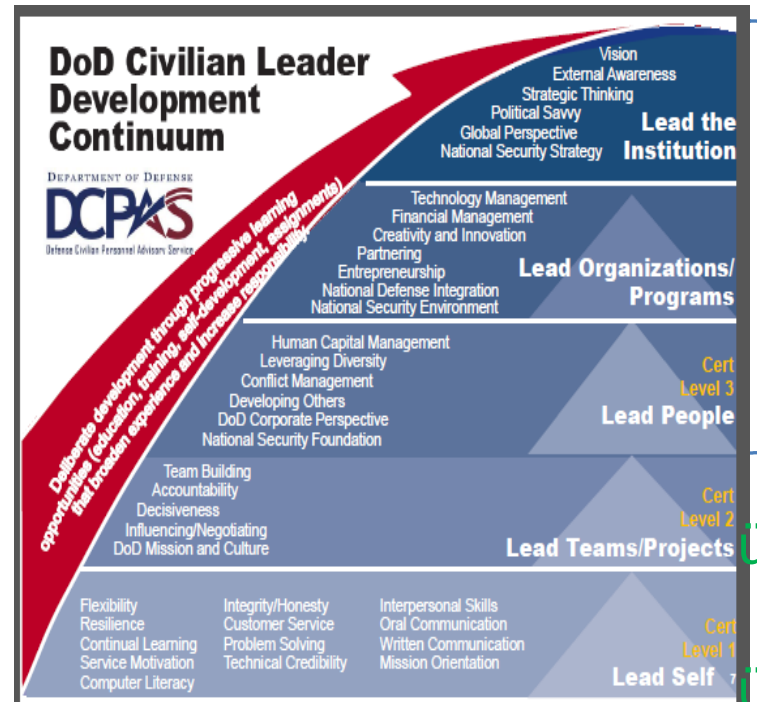 DoD Civilian Leader
Development
Continuum
DEPARTMENT OF DEFENSE
DCPAS
Defense Civilian Personnel Advisory Service
Deliberate development through progressive learning
opportunities (education, training, self-development, assignments)
that broaden experience and increase responsibility.
Vision
External Awareness
Strategic Thinking
Political Savvy
Global Perspective
National Security Strategy
Lead the
Institution
Technology Management
Financial Management
Creativity and Innovation
Partnering
Entrepreneurship
National Defense Integration
National Security Environment
Lead Organizations/
Programs
Human Capital Management
Leveraging Diversity
Conflict Management
Developing Others
DoD Corporate Perspective
National Security Foundation
Cert
Level 3
Lead People
Team Building
Accountability
Decisiveness
Influencing/Negotiating
DoD Mission and Culture
Cert
Level 2
Lead Teams/Projects
Flexibility
Resilience
Continual Learning
Service Motivation
Computer Literacy
Integrity/Honesty
Customer Service
Problem Solving
Technical Credibility
Interpersonal Skills
Oral Communication
Written Communication
Mission Orientation
Cert
Level 1
Lead Self
7